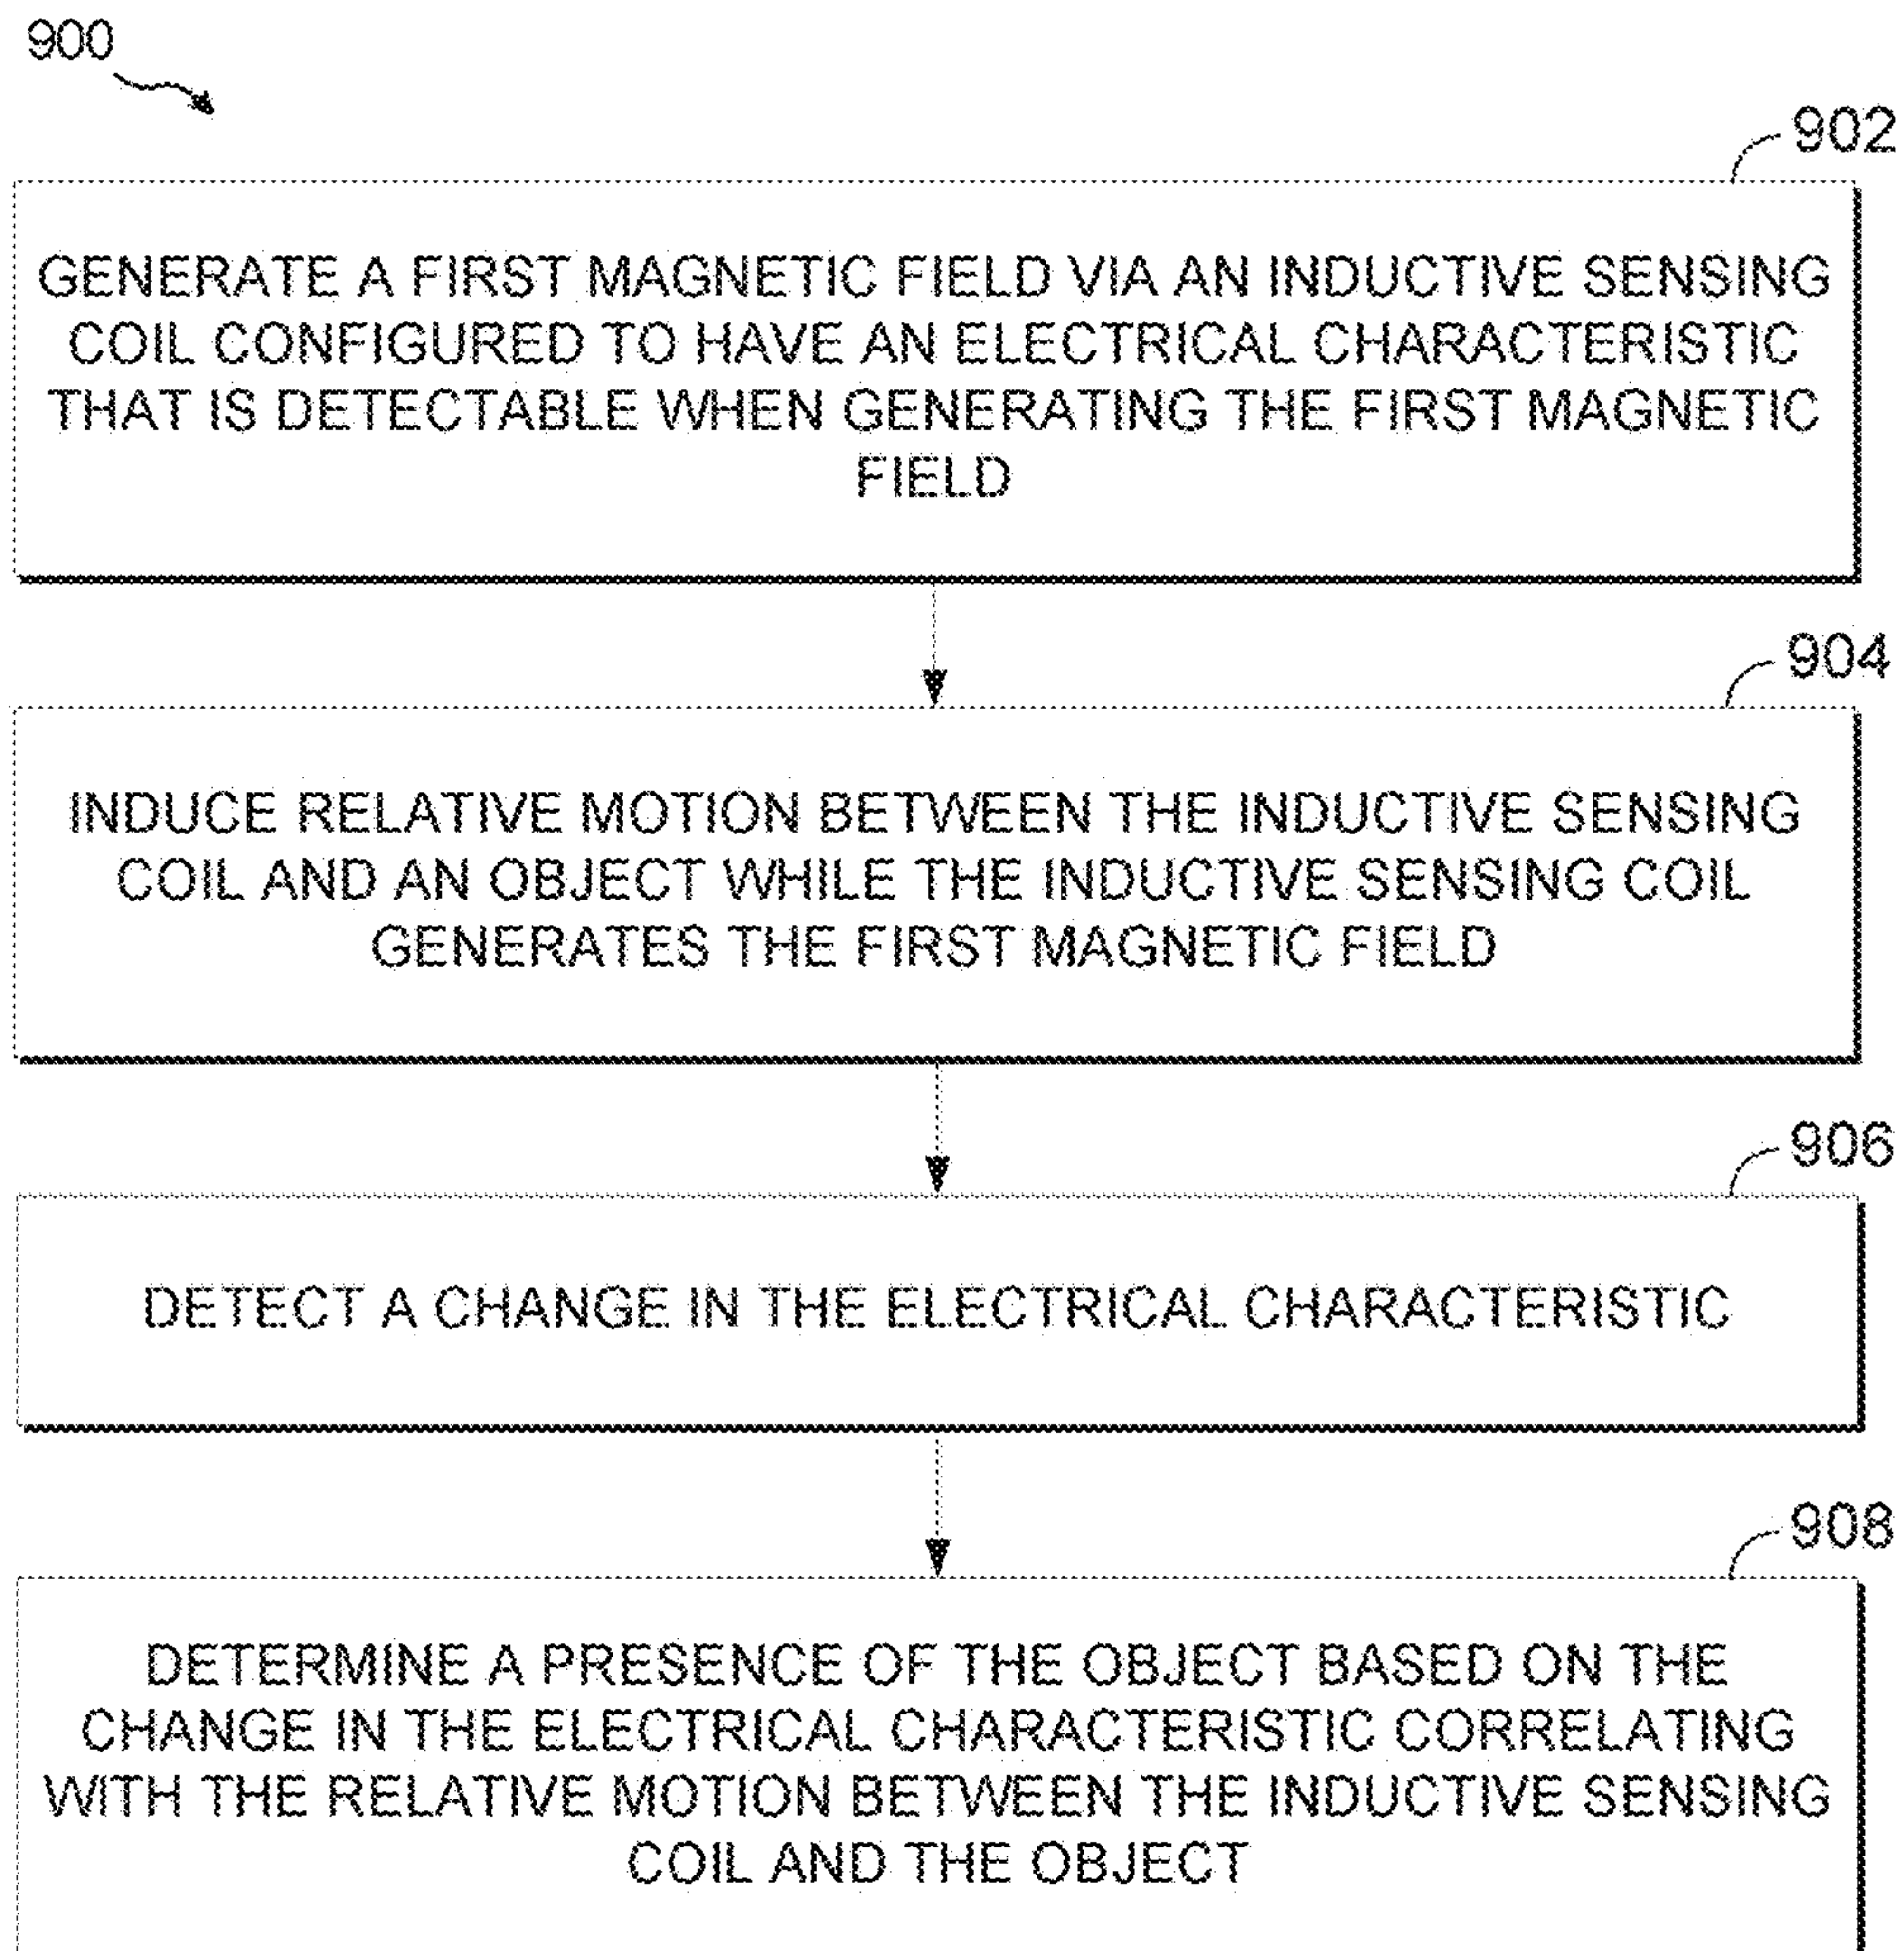 900
902
GENERATE A FIRST MAGNETIC FIELD VIA AN INDUCTIVE SENSING
COIL CONFIGURED TO HAVE AN ELECTRICAL CHARACTERISTIC
THAT IS DETECTABLE WHEN GENERATING THE FIRST MAGNETIC
FIELD
904
INDUCE RELATIVE MOTION BETWEEN THE INDUCTIVE SENSING
COIL AND AN OBJECT WHILE THE INDUCTIVE SENSING COIL
GENERATES THE FIRST MAGNETIC FIELD
906
DETECT A CHANGE IN THE ELECTRICAL CHARACTERISTIC
908
DETERMINE A PRESENCE OF THE OBJECT BASED ON THE
CHANGE IN THE ELECTRICAL CHARACTERISTIC CORRELATING
WITH THE RELATIVE MOTION BETWEEN THE INDUCTIVE SENSING
COIL AND THE OBJECT